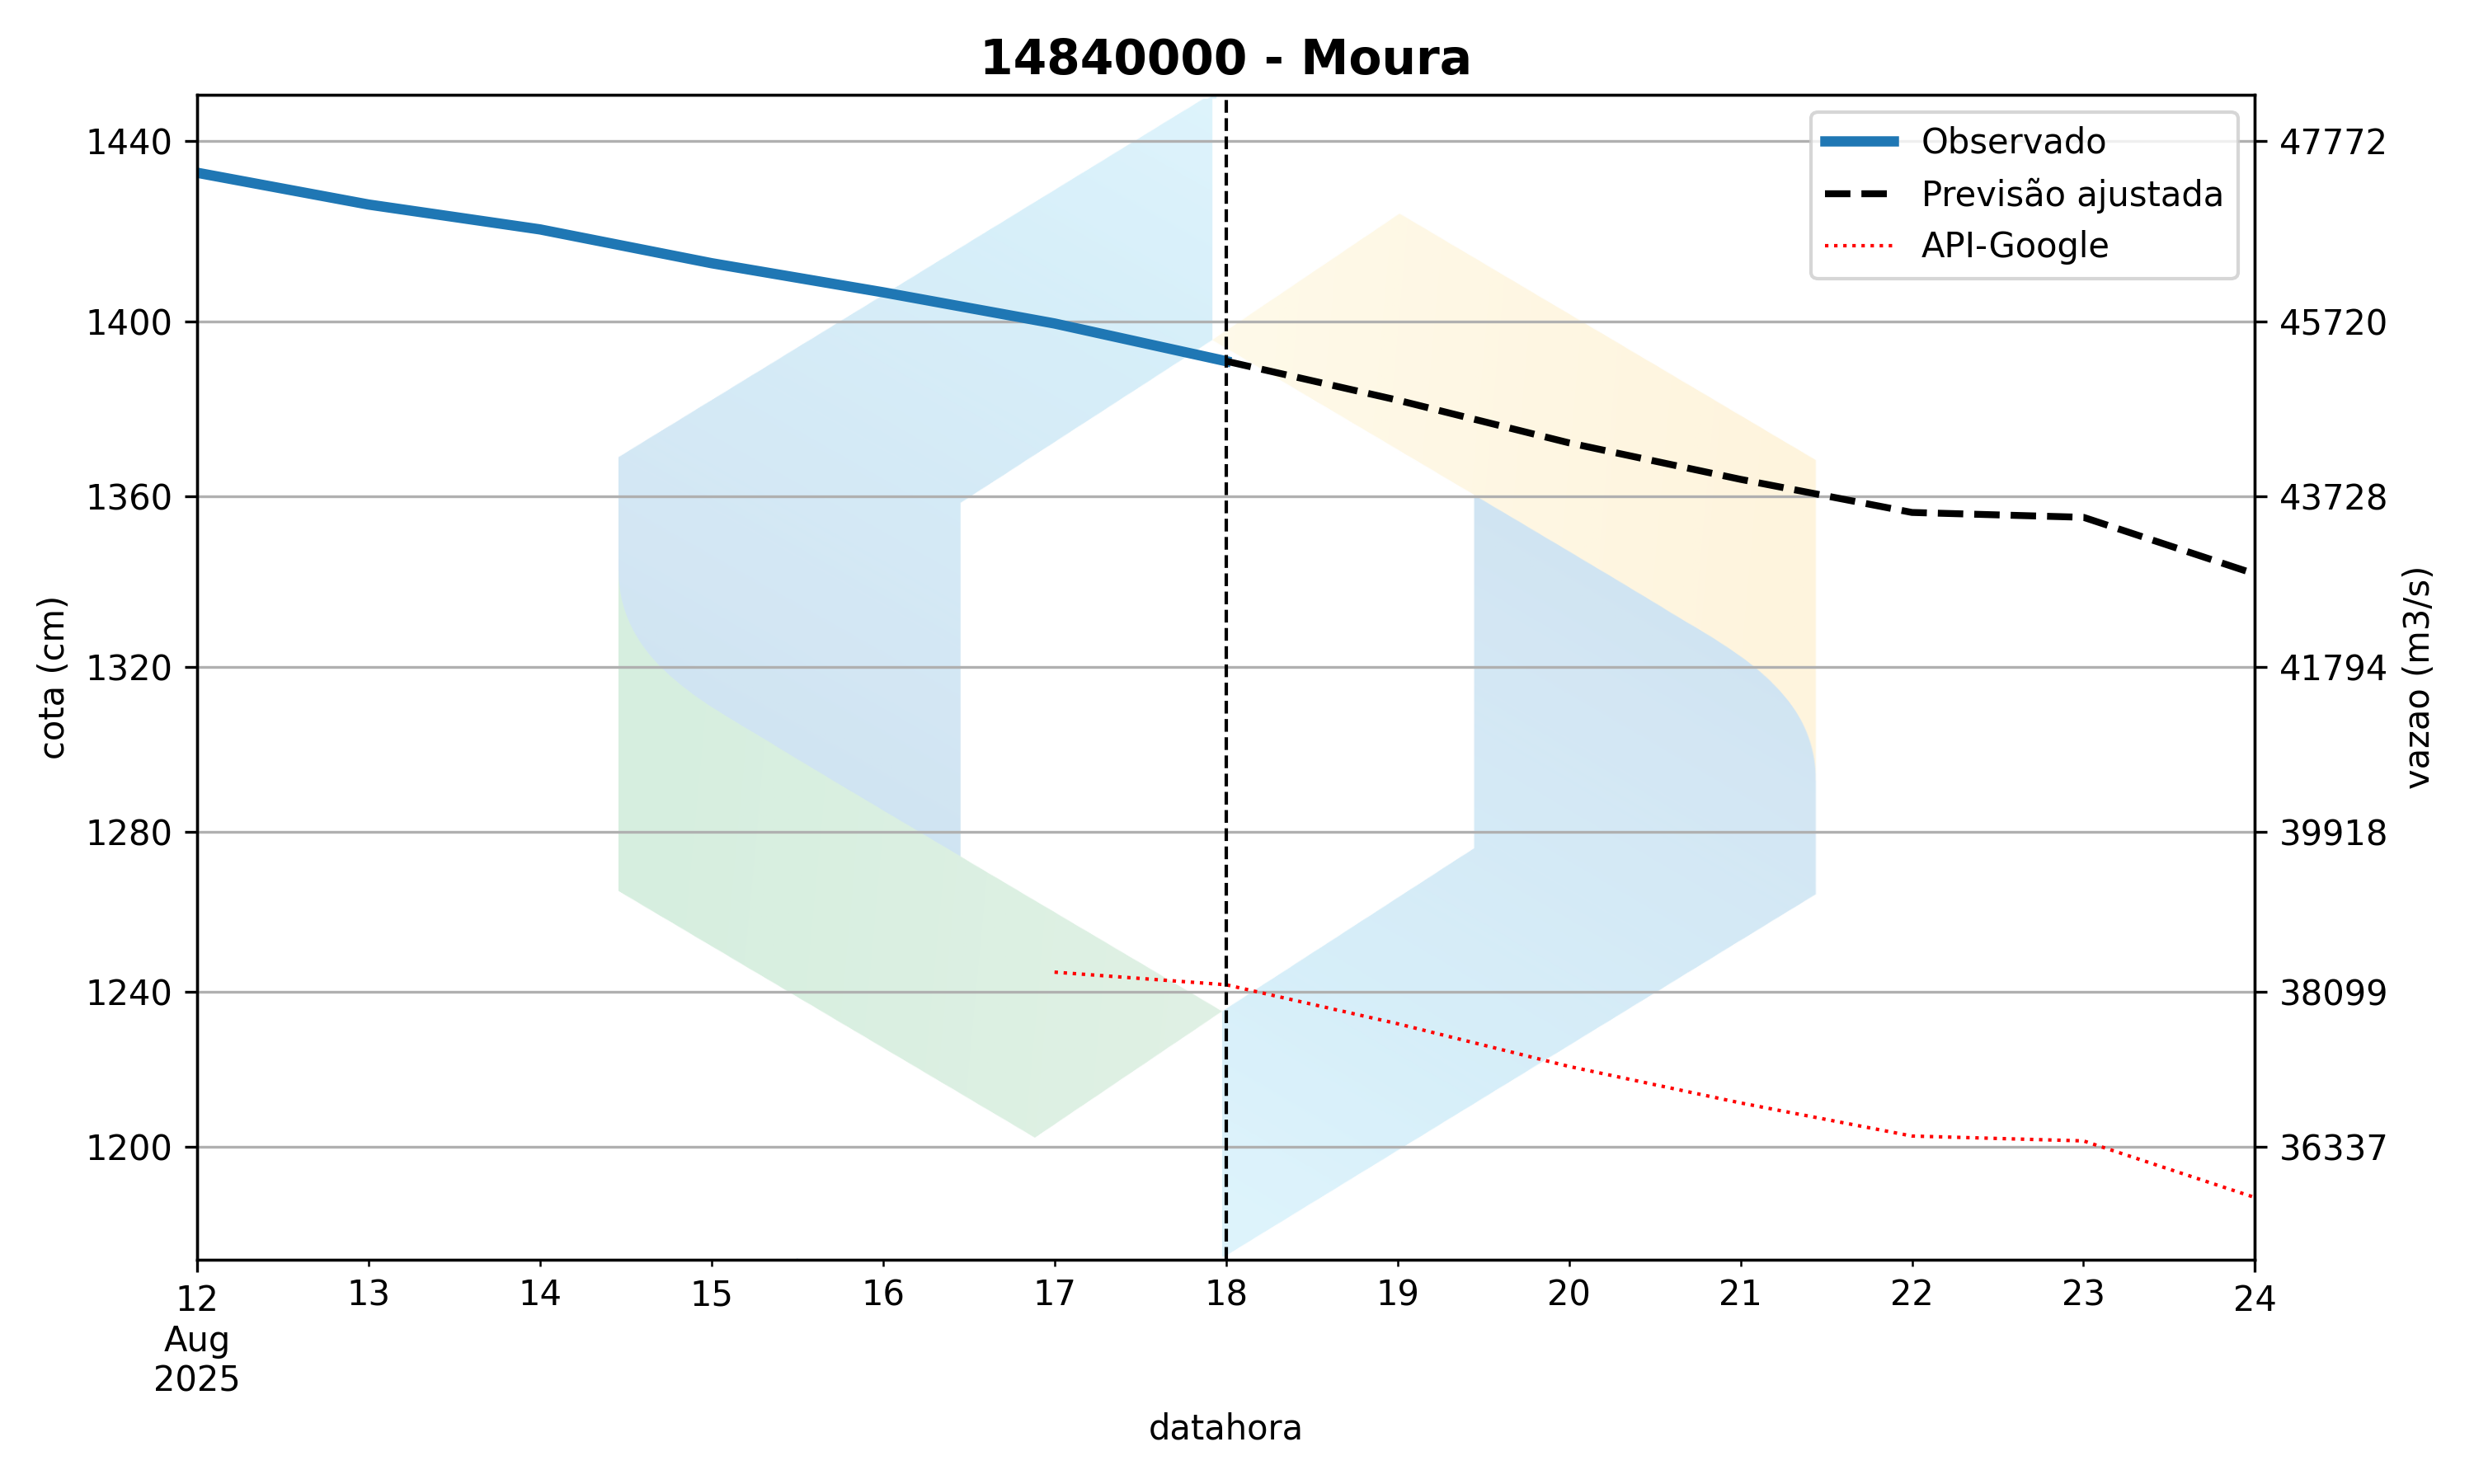 14840000 - Moura
1440
1400
1360
1320
1280
1240
1200
cota (cm)
47772
45720
43728
41794
39918
38099
36337
vazao (m3/s)
Observado
Previsão ajustada
API-Google
12 13 14 15 16 17 18 19 20 21 22 23 24
Aug
2025
datahora